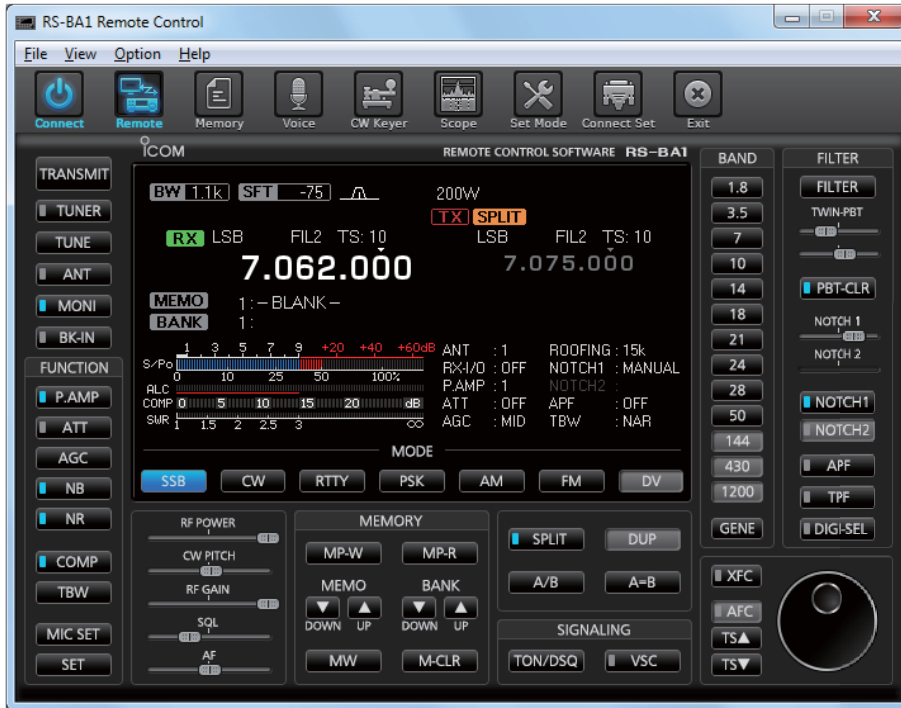 RS-BA1 Remote Control
File View Option Help
Connect Remote Memory Voice CW Keyer Scope Set Mode Connect Set Exit
ICOM REMOTE CONTROL SOFTWARE RS-BA1
TRANSMIT
TUNER
TUNE
ANT
MONI
BK-IN
FUNCTION
P.AMP
ATT
AGC
NB
NR
COMP
TBW
MIC SET
SET
BW 1.1k SFT -75 200W
TX SPLIT
RX LSB FIL2 TS: 10 LSB FIL2 TS: 10
7.062.000 7.075.000
MEMO 1: – BLANK –
BANK 1:
1 3 5 7 9 +20 +40 +60dB
S/Po
0 10 25 50 100%
ALC
COMP 0 5 10 15 20 dB
SWR 1 1.5 2 2.5 3 ∞
ANT : 1 ROOFING : 15k
RX-I/O : OFF NOTCH1 : MANUAL
P.AMP : 1 NOTCH2 :
ATT : OFF APF : OFF
AGC : MID TBW : NAR
MODE
SSB CW RTTY PSK AM FM DV
RF POWER
CW PITCH
RF GAIN
SQL
AF
MEMORY
MP-W MP-R
MEMO BANK
DOWN UP DOWN UP
MW M-CLR
SPLIT DUP
A/B A=B
SIGNALING
TON/DSQ VSC
BAND
1.8
3.5
7
10
14
18
21
24
28
50
144
430
1200
GENE
FILTER
FILTER
TWIN-PBT
PBT-CLR
NOTCH 1
NOTCH 2
NOTCH1
NOTCH2
APF
TPF
DIGI-SEL
XFC
AFC
TS▲
TS▼